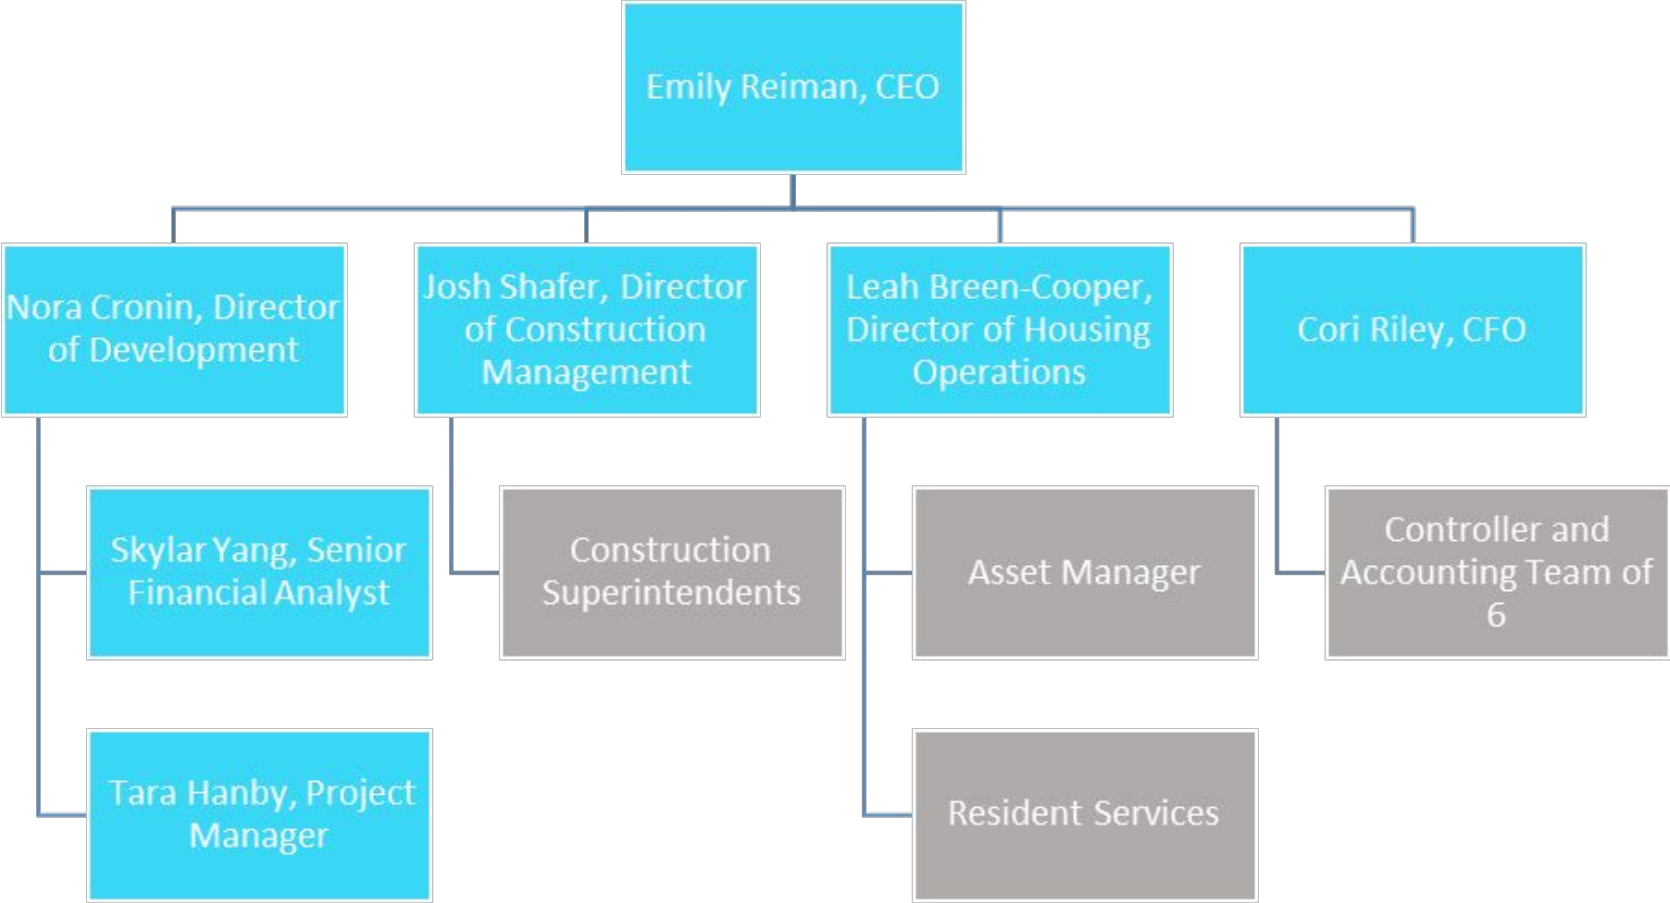 Emily Reiman, CEO
Nora Cronin, Director
of Development
Josh Shafer, Director
of Construction
Management
Leah Breen-Cooper,
Director of Housing
Operations
Cori Riley, CFO
Skylar Yang, Senior
Financial Analyst
Construction
Superintendents
Asset Manager
Controller and
Accounting Team of
6
Tara Hanby, Project
Manager
Resident Services